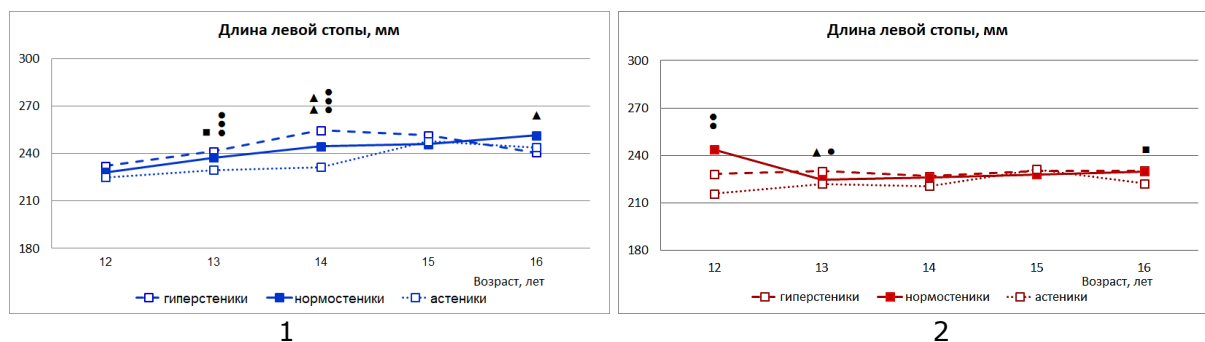 Длина левой стопы, мм
300
270
240
210
180
12 13 14 15 16
Возраст, лет
гиперстеники нормостеники астеники
1
Длина левой стопы, мм
300
270
240
210
180
12 13 14 15 16
Возраст, лет
гиперстеники нормостеники астеники
2